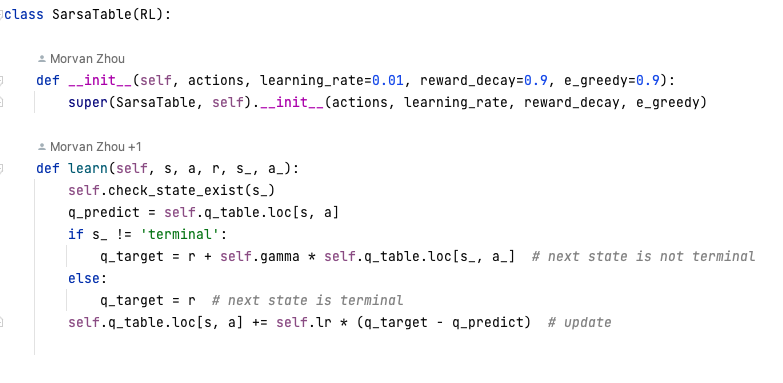 class SarsaTable(RL):
Morvan Zhou
def __init__(self, actions, learning_rate=0.01, reward_decay=0.9, e_greedy=0.9):
super(SarsaTable, self).__init__(actions, learning_rate, reward_decay, e_greedy)
Morvan Zhou +1
def learn(self, s, a, r, s_, a_):
self.check_state_exist(s_)
q_predict = self.q_table.loc[s, a]
if s_ != 'terminal':
q_target = r + self.gamma * self.q_table.loc[s_, a_]  # next state is not terminal
else:
q_target = r  # next state is terminal
self.q_table.loc[s, a] += self.lr * (q_target - q_predict)  # update